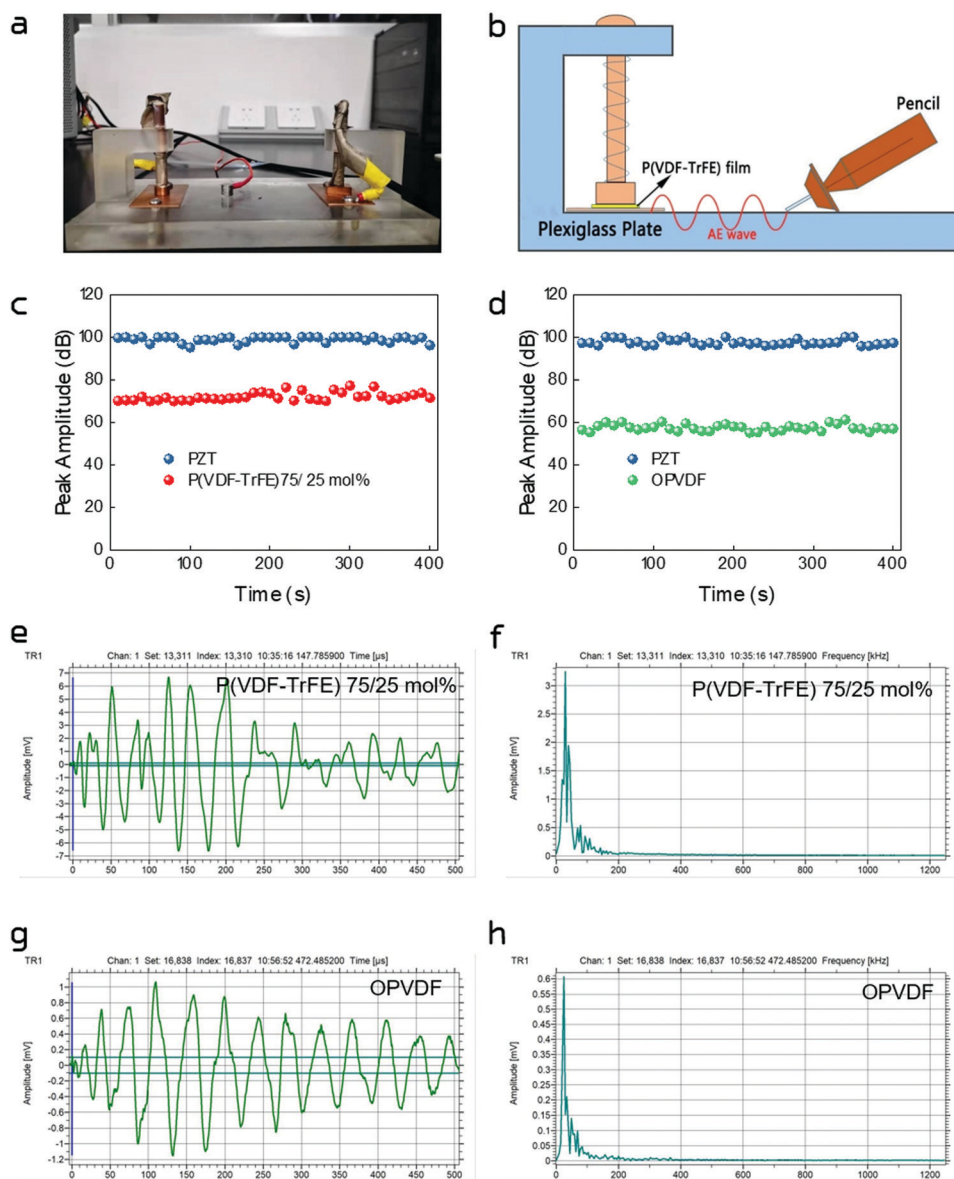 a
b
Pencil
P(VDF-TrFE) film
Plexiglass Plate
AE wave
c
120
100
80
60
40
20
0
Peak Amplitude (dB)
PZT
P(VDF-TrFE)75/ 25 mol%
100
200
300
400
Time (s)
d
120
100
80
60
40
20
0
Peak Amplitude (dB)
PZT
OPVDF
100
200
300
400
Time (s)
e
TR1 Chan: 1 Set: 13,311 Index: 13,310 10:35:16 147.785900 Time [µs]
P(VDF-TrFE) 75/25 mol%
Amplitude [mV]
7
6
5
4
3
2
1
0
-1
-2
-3
-4
-5
-6
-7
0 50 100 150 200 250 300 350 400 450 500
f
TR1 Chan: 1 Set: 13,311 Index: 13,310 10:35:16 147.785900 Frequency [kHz]
P(VDF-TrFE) 75/25 mol%
Amplitude [mV]
3
2.5
2
1.5
1
0.5
0
0 200 400 600 800 1000 1200
g
TR1 Chan: 1 Set: 16,838 Index: 16,837 10:56:52 472.485200 Time [µs]
OPVDF
Amplitude [mV]
1
0.8
0.6
0.4
0.2
0
-0.2
-0.4
-0.6
-0.8
-1
-1.2
0 50 100 150 200 250 300 350 400 450 500
h
TR1 Chan: 1 Set: 16,838 Index: 16,837 10:56:52 472.485200 Frequency [kHz]
OPVDF
Amplitude [mV]
0.6
0.55
0.5
0.45
0.4
0.35
0.3
0.25
0.2
0.15
0.1
0.05
0
0 200 400 600 800 1000 1200